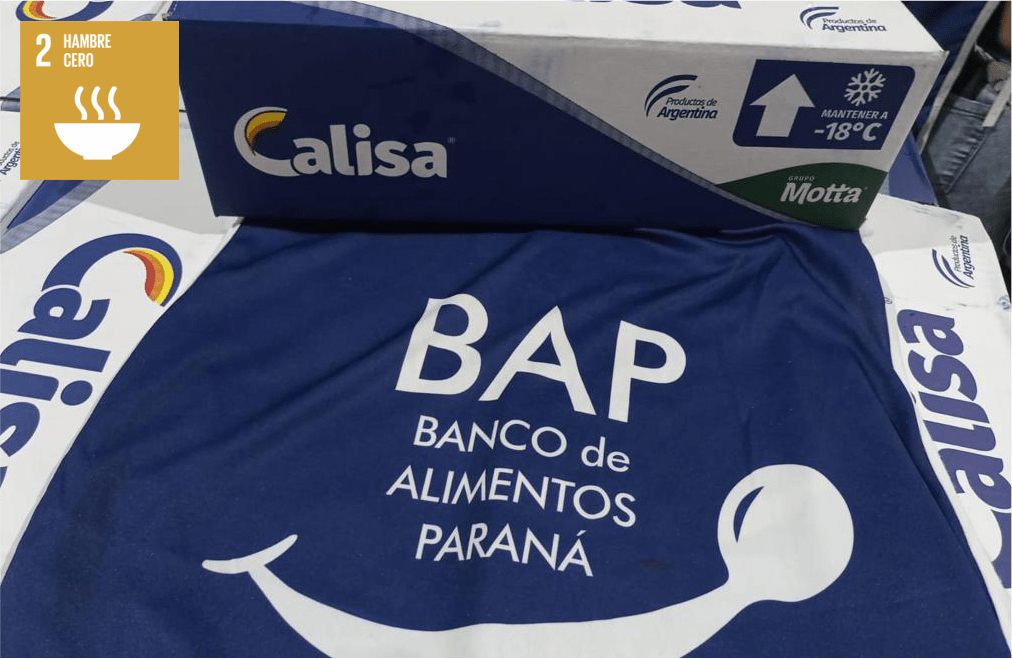 2 HAMBRE
CERO
Productos de
Argentina
Productos de
Argentina
MANTENER A
-18°C
Calisa®
GRUPO
Motta
Calisa
Productos de
Argentina
Calisa
BAP
BANCO de
ALIMENTOS
PARANÁ